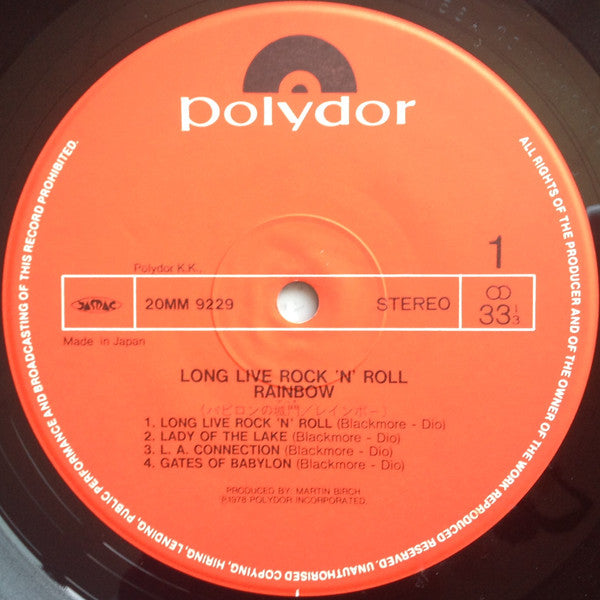 polydor
ALL RIGHTS OF THE PRODUCER AND OF THE OWNER OF THE WORK REPRODUCED RESERVED. UNAUTHORISED COPYING, HIRING, LENDING, PUBLIC PERFORMANCE AND BROADCASTING OF THIS RECORD PROHIBITED.
1
Polydor K.K.,
JASRAC
20MM 9229
STEREO
33 1/3
Made in Japan
LONG LIVE ROCK 'N' ROLL
RAINBOW
(バビロンの城門/レインボー)
1. LONG LIVE ROCK 'N' ROLL (Blackmore - Dio)
2. LADY OF THE LAKE (Blackmore - Dio)
3. L. A. CONNECTION (Blackmore - Dio)
4. GATES OF BABYLON (Blackmore - Dio)
PRODUCED BY: MARTIN BIRCH
℗1978 POLYDOR INCORPORATED.